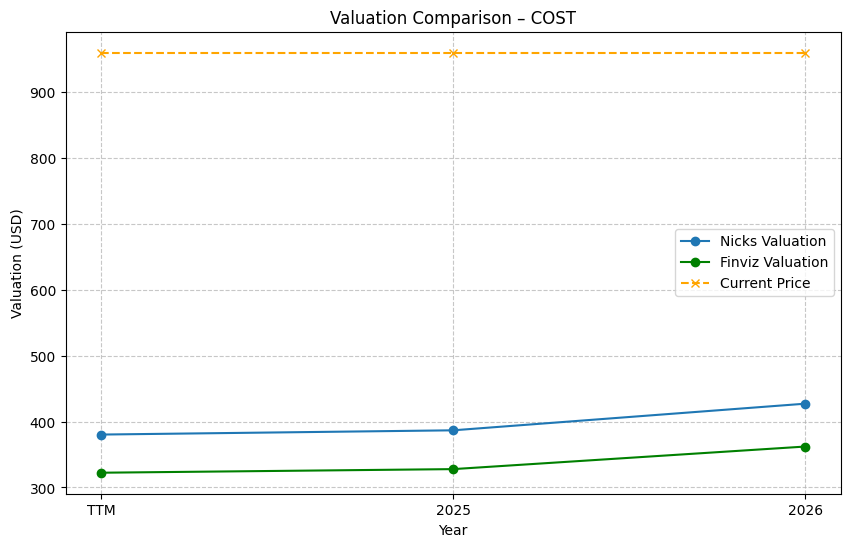 Valuation Comparison – COST
Valuation (USD)
900
800
700
600
500
400
300
Nicks Valuation
Finviz Valuation
Current Price
TTM
2025
2026
Year